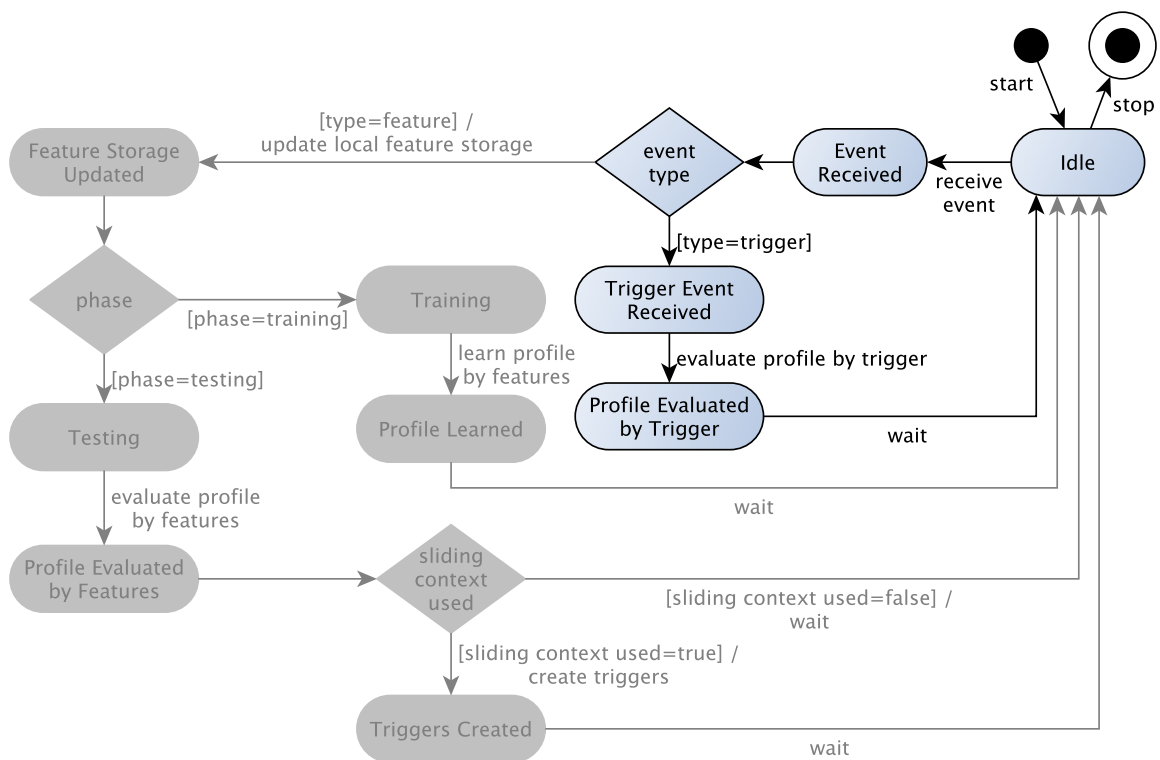 start
stop
[type=feature] /
update local feature storage
Feature Storage
Updated
event
type
Event
Received
receive
event
Idle
[type=trigger]
phase
[phase=training]
Training
Trigger Event
Received
learn profile
by features
evaluate profile by trigger
[phase=testing]
Testing
Profile Learned
Profile Evaluated
by Trigger
wait
evaluate profile
by features
wait
Profile Evaluated
by Features
sliding
context
used
[sliding context used=false] /
wait
[sliding context used=true] /
create triggers
Triggers Created
wait